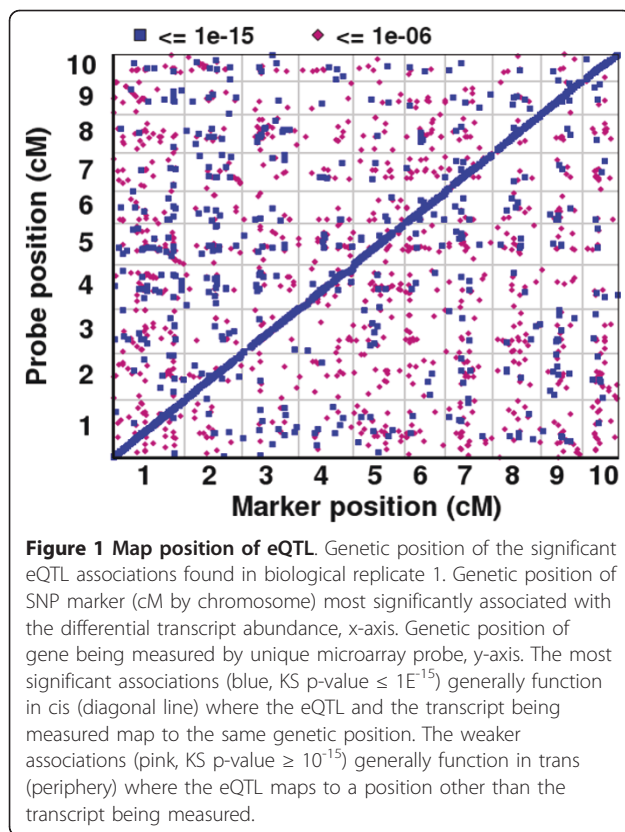 <= 1e-15 <= 1e-06
10
9
8
7
6
5
4
3
2
1
Probe position (cM)
1 2 3 4 5 6 7 8 9 10
Marker position (cM)
Figure 1 Map position of eQTL. Genetic position of the significant
eQTL associations found in biological replicate 1. Genetic position of
SNP marker (cM by chromosome) most significantly associated with
the differential transcript abundance, x-axis. Genetic position of
gene being measured by unique microarray probe, y-axis. The most
significant associations (blue, KS p-value ≤ 1E-15) generally function
in cis (diagonal line) where the eQTL and the transcript being
measured map to the same genetic position. The weaker
associations (pink, KS p-value ≥ 10-15) generally function in trans
(periphery) where the eQTL maps to a position other than the
transcript being measured.